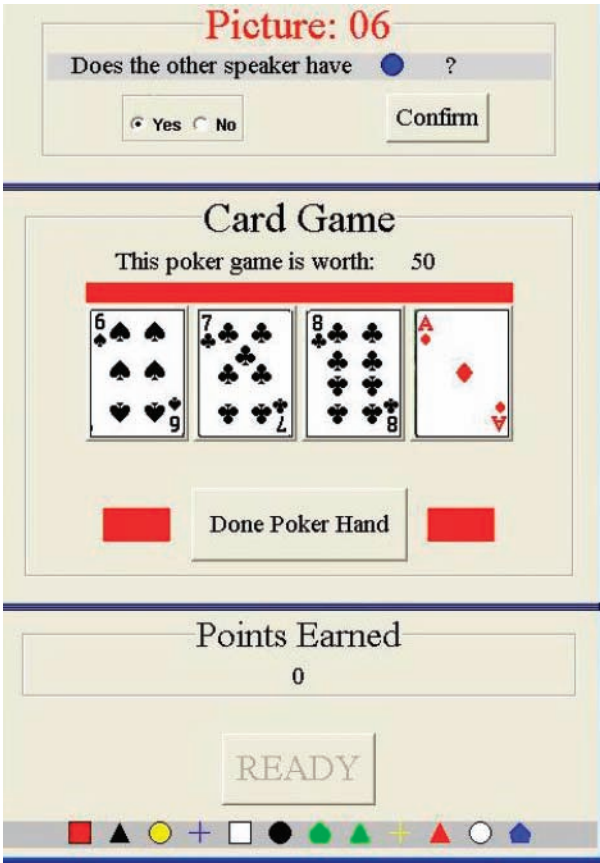 Picture: 06
Does the other speaker have ?
Yes No Confirm
Card Game
This poker game is worth: 50
6 7 8 A
6 7 8 A
Done Poker Hand
Points Earned
0
READY